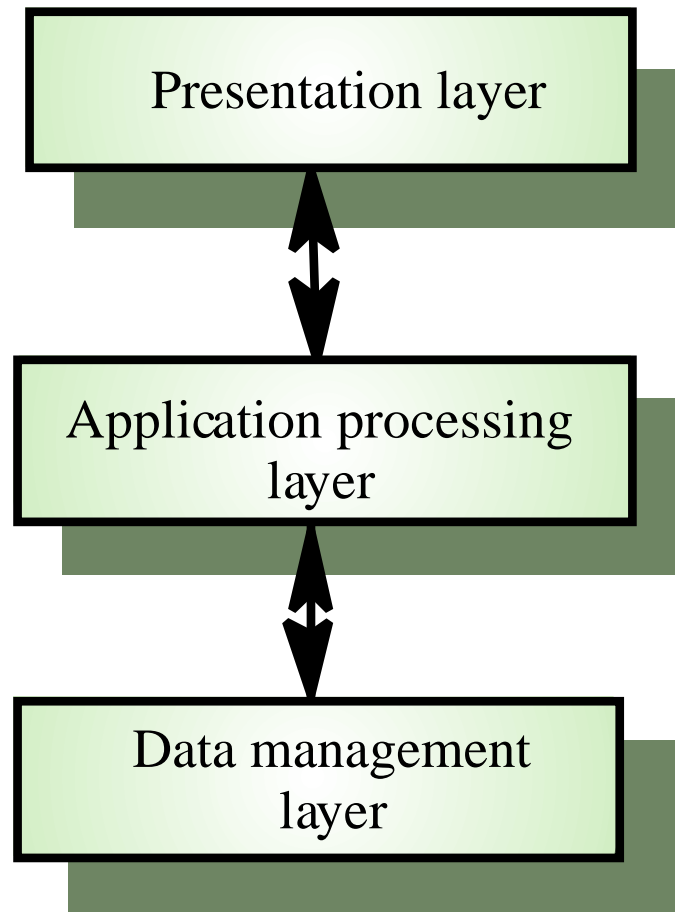 Presentation layer
Application processing
layer
Data management
layer